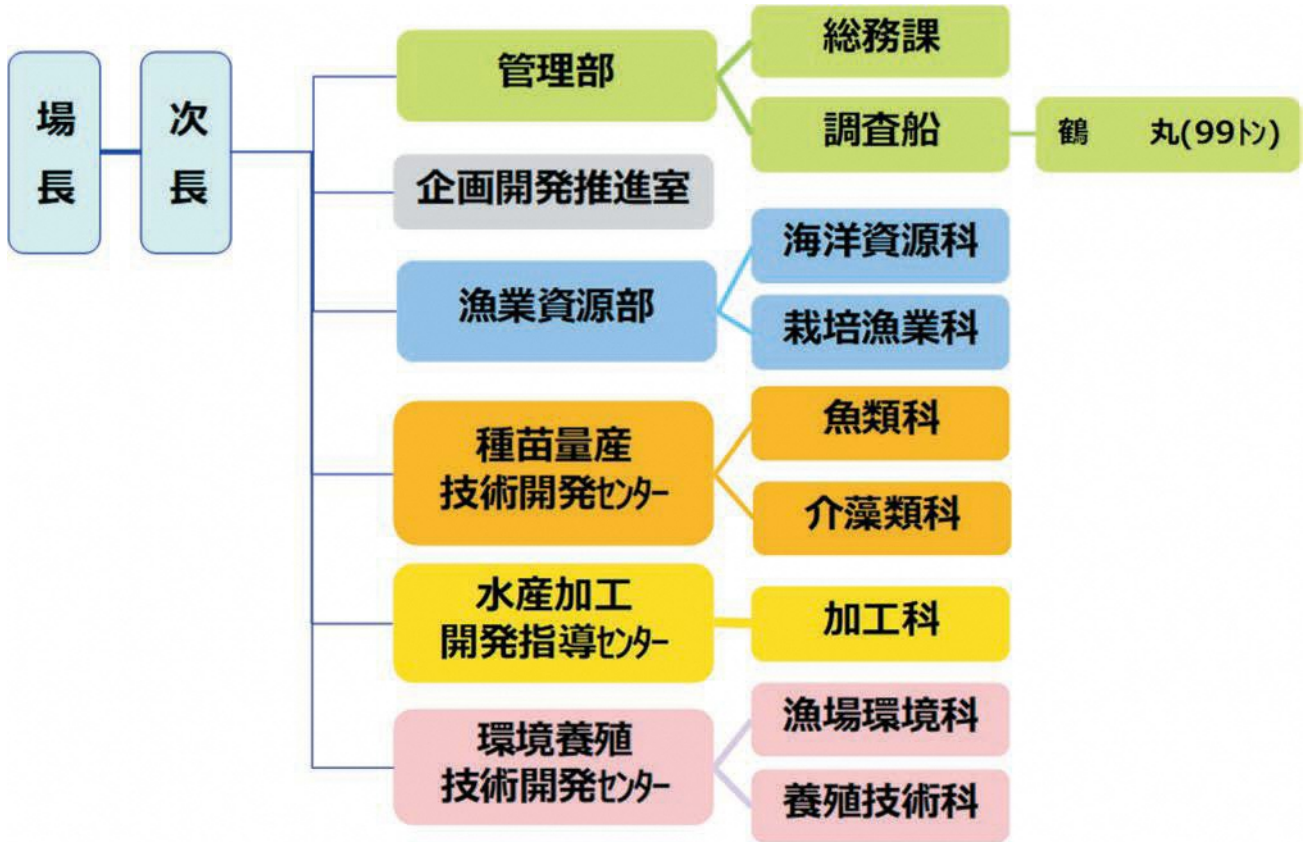 場長
次長
管理部
総務課
調査船
鶴　　丸(99ﾄﾝ)
企画開発推進室
漁業資源部
海洋資源科
栽培漁業科
種苗量産
技術開発ｾﾝﾀｰ
魚類科
介藻類科
水産加工
開発指導ｾﾝﾀｰ
加工科
環境養殖
技術開発ｾﾝﾀｰ
漁場環境科
養殖技術科